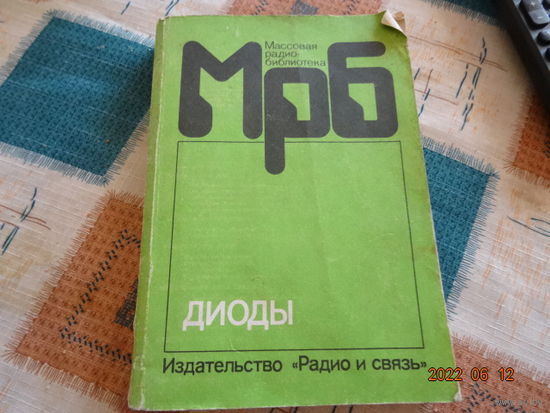 Массовая
радио-
библиотека
Мрб
ДИОДЫ
Издательство «Радио и связь»
2022 06 12